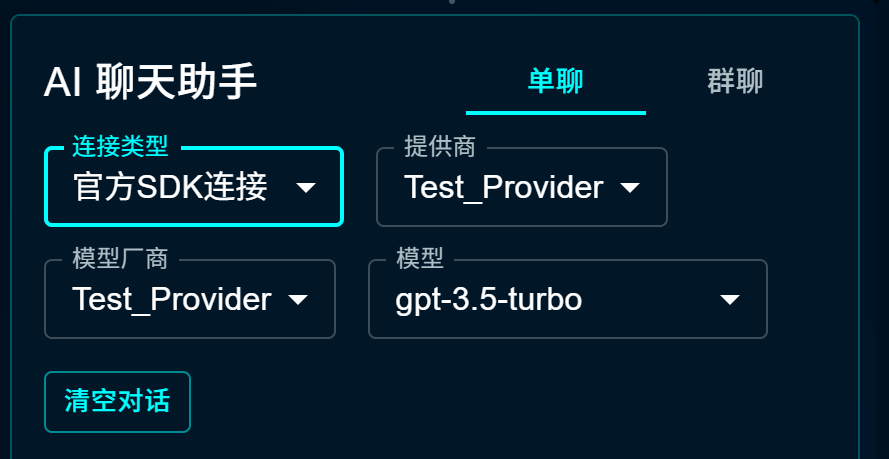 AI 聊天助手
单聊
群聊
连接类型
官方SDK连接
提供商
Test_Provider
模型厂商
Test_Provider
模型
gpt-3.5-turbo
清空对话